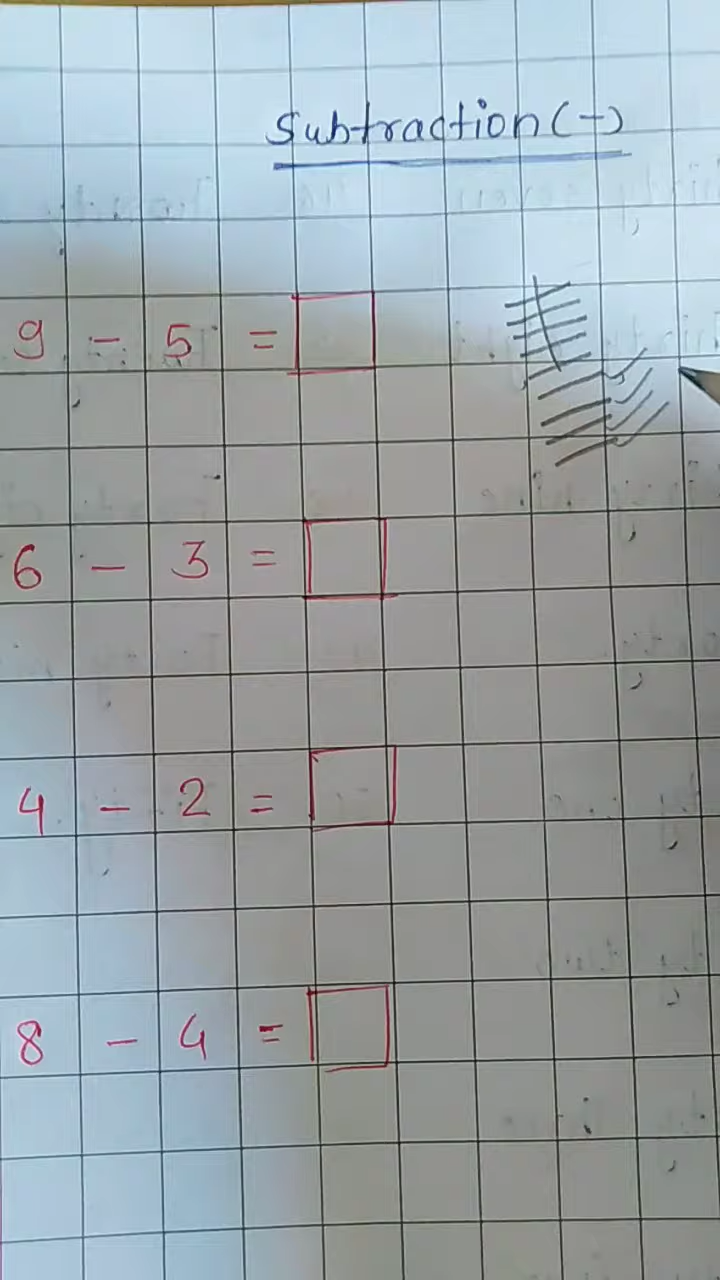 Subtraction (-)
9 - 5 =
6 - 3 =
4 - 2 =
8 - 4 =